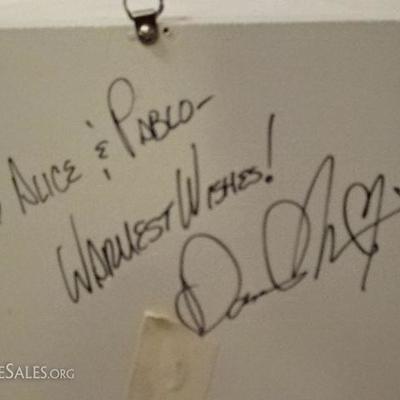 Alice & Pablo-
Warmest Wishes!
eSales.org